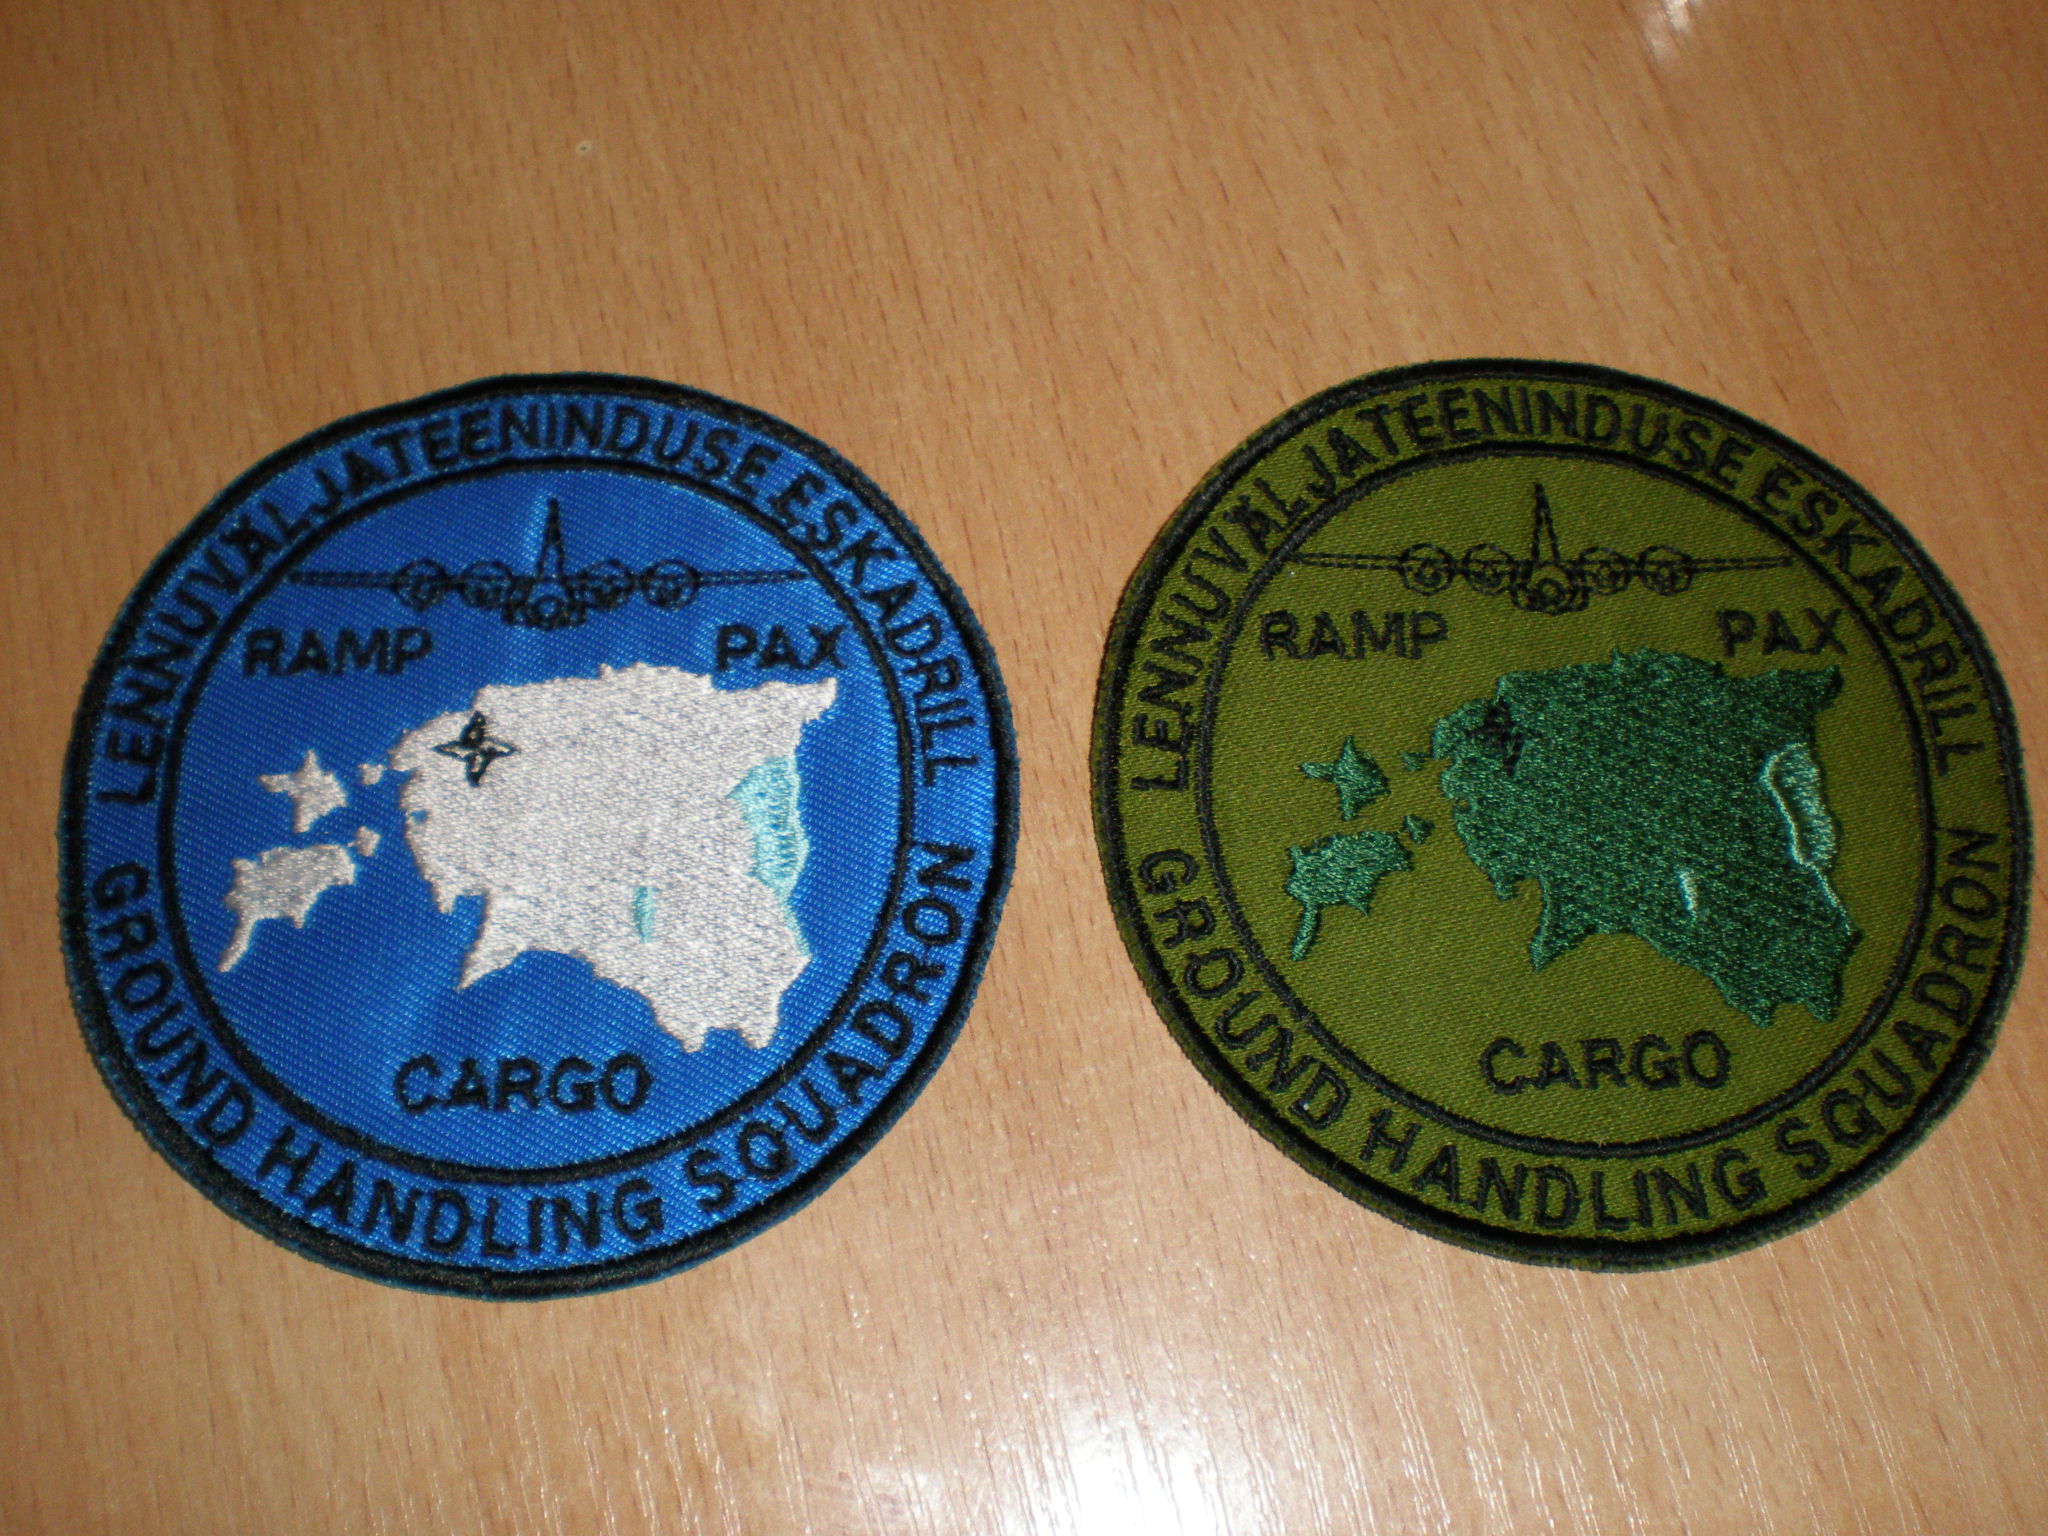 LENNUVÄLJATEENINDUSE ESKADRILL
RAMP PAX
CARGO
GROUND HANDLING SQUADRON
LENNUVÄLJATEENINDUSE ESKADRILL
RAMP PAX
CARGO
GROUND HANDLING SQUADRON